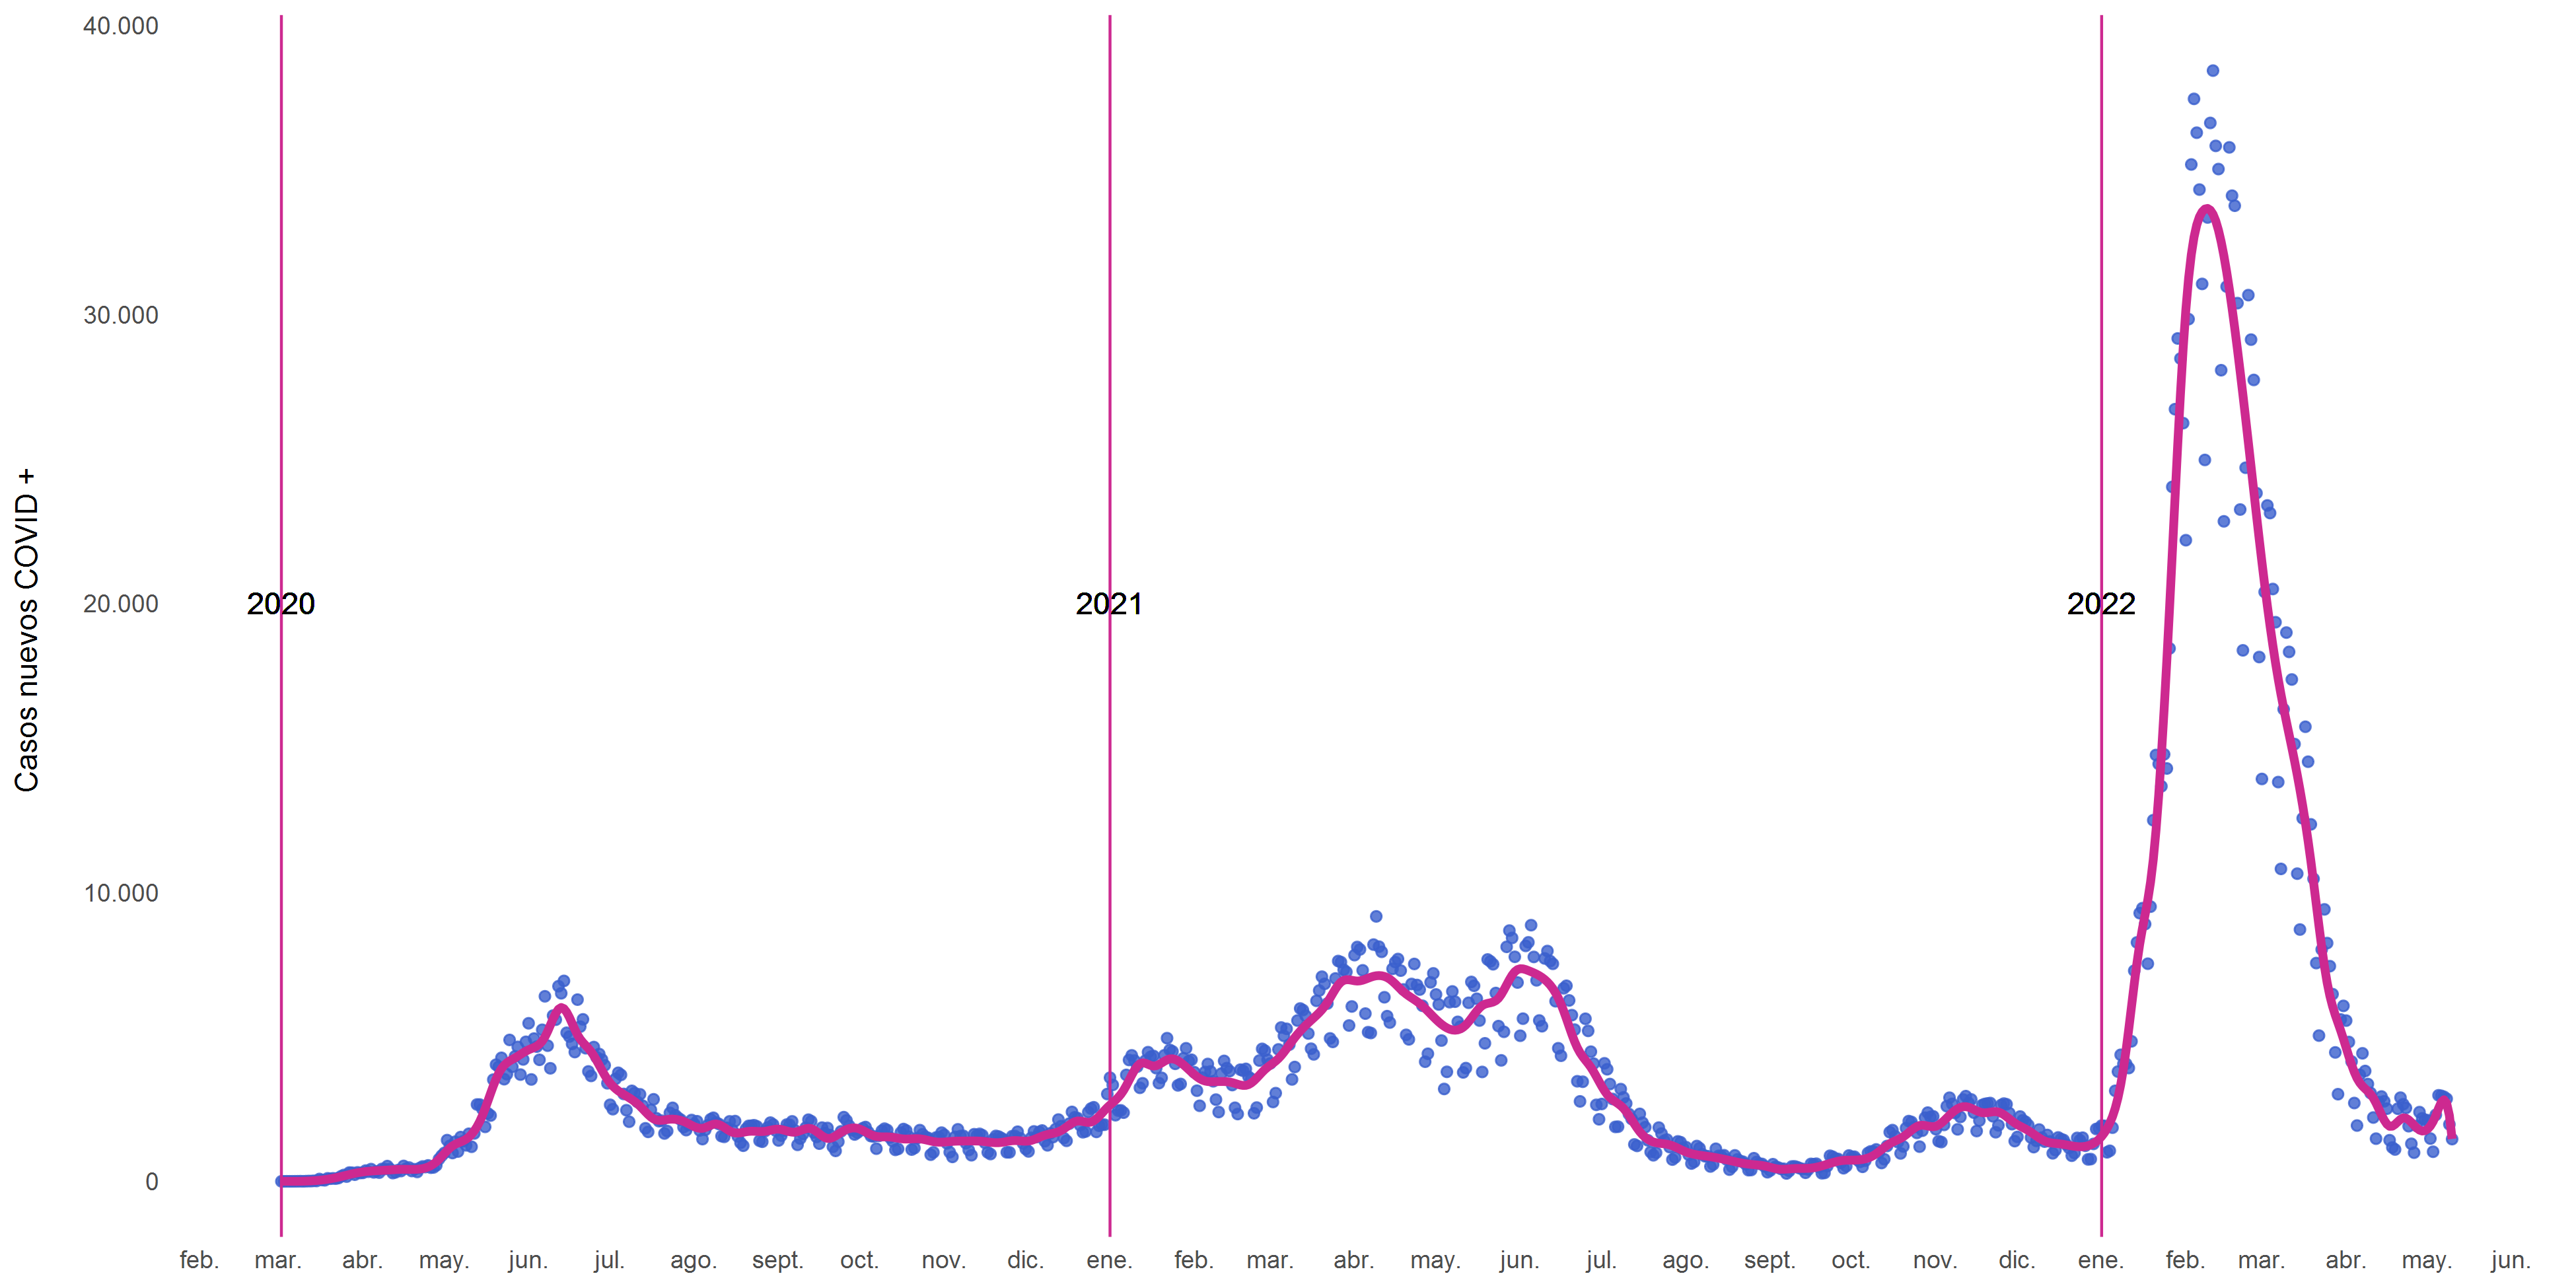 40.000
30.000
20.000
10.000
0
Casos nuevos COVID +
2020 2021 2022
feb. mar. abr. may. jun. jul. ago. sept. oct. nov. dic. ene. feb. mar. abr. may. jun. jul. ago. sept. oct. nov. dic. ene. feb. mar. abr. may. jun.